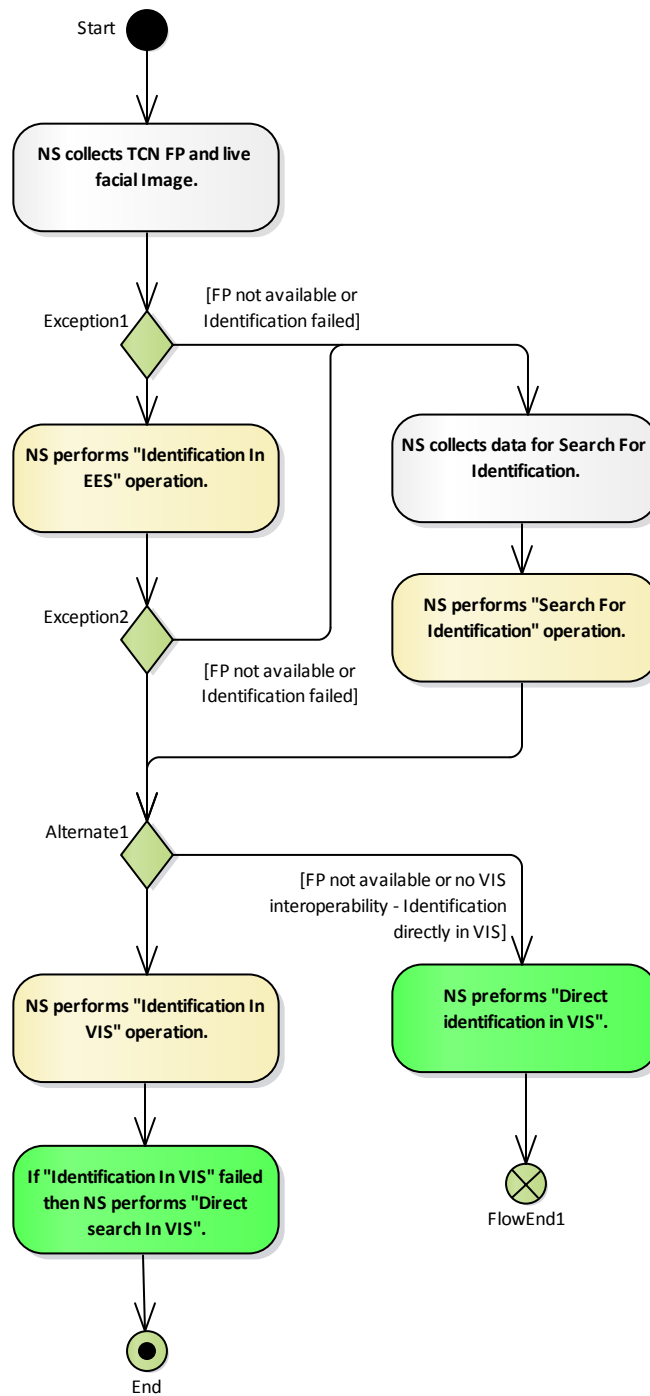 Start
NS collects TCN FP and live
facial Image.
[FP not available or
Identification failed]
Exception1
NS performs "Identification In
EES" operation.
NS collects data for Search For
Identification.
NS performs "Search For
Identification" operation.
Exception2
[FP not available or
Identification failed]
Alternate1
[FP not available or no VIS
interoperability - Identification
directly in VIS]
NS performs "Identification In
VIS" operation.
NS preforms "Direct
identification in VIS".
If "Identification In VIS" failed
then NS performs "Direct
search In VIS".
FlowEnd1
End